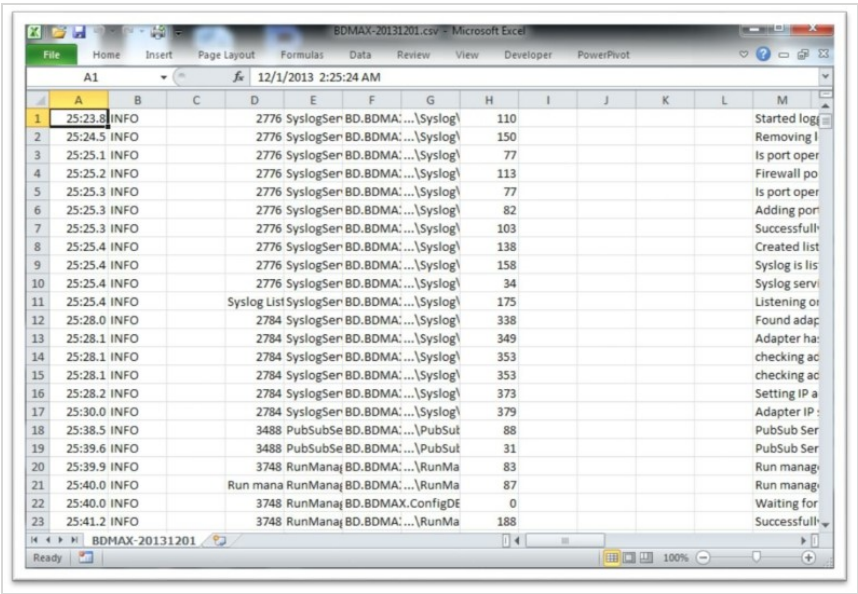 BDMAX-20131201.csv - Microsoft Excel
File Home Insert Page Layout Formulas Data Review View Developer PowerPivot
A1 fx 12/1/2013 2:25:24 AM
A B C D E F G H I J K L M
1 25:23.8 INFO 2776 SyslogSer BD.BDMA ...\Syslog\ 110 Started log
2 25:24.5 INFO 2776 SyslogSer BD.BDMA ...\Syslog\ 150 Removing l
3 25:25.1 INFO 2776 SyslogSer BD.BDMA ...\Syslog\ 77 Is port oper
4 25:25.2 INFO 2776 SyslogSer BD.BDMA ...\Syslog\ 113 Firewall po
5 25:25.3 INFO 2776 SyslogSer BD.BDMA ...\Syslog\ 77 Is port oper
6 25:25.3 INFO 2776 SyslogSer BD.BDMA ...\Syslog\ 82 Adding port
7 25:25.3 INFO 2776 SyslogSer BD.BDMA ...\Syslog\ 103 Successfull
8 25:25.4 INFO 2776 SyslogSer BD.BDMA ...\Syslog\ 138 Created list
9 25:25.4 INFO 2776 SyslogSer BD.BDMA ...\Syslog\ 158 Syslog is lis
10 25:25.4 INFO 2776 SyslogSer BD.BDMA ...\Syslog\ 34 Syslog servi
11 25:25.4 INFO Syslog List SyslogSer BD.BDMA ...\Syslog\ 175 Listening o
12 25:28.0 INFO 2784 SyslogSer BD.BDMA ...\Syslog\ 338 Found adap
13 25:28.1 INFO 2784 SyslogSer BD.BDMA ...\Syslog\ 349 Adapter ha
14 25:28.1 INFO 2784 SyslogSer BD.BDMA ...\Syslog\ 353 checking ad
15 25:28.1 INFO 2784 SyslogSer BD.BDMA ...\Syslog\ 353 checking ad
16 25:28.2 INFO 2784 SyslogSer BD.BDMA ...\Syslog\ 373 Setting IP a
17 25:30.0 INFO 2784 SyslogSer BD.BDMA ...\Syslog\ 379 Adapter IP
18 25:38.5 INFO 3488 PubSubSe BD.BDMA ...\PubSub 88 PubSub Ser
19 25:39.6 INFO 3488 PubSubSe BD.BDMA ...\PubSub 31 PubSub Ser
20 25:39.9 INFO 3748 RunManag BD.BDMA ...\RunMa 83 Run manag
21 25:40.0 INFO Run mana RunManag BD.BDMA ...\RunMa 87 Run manag
22 25:40.0 INFO 3748 RunManag BD.BDMAX.ConfigDE 0 Waiting for
23 25:41.2 INFO 3748 RunManag BD.BDMA ...\RunMa 188 Successfull
BDMAX-20131201
Ready 100%